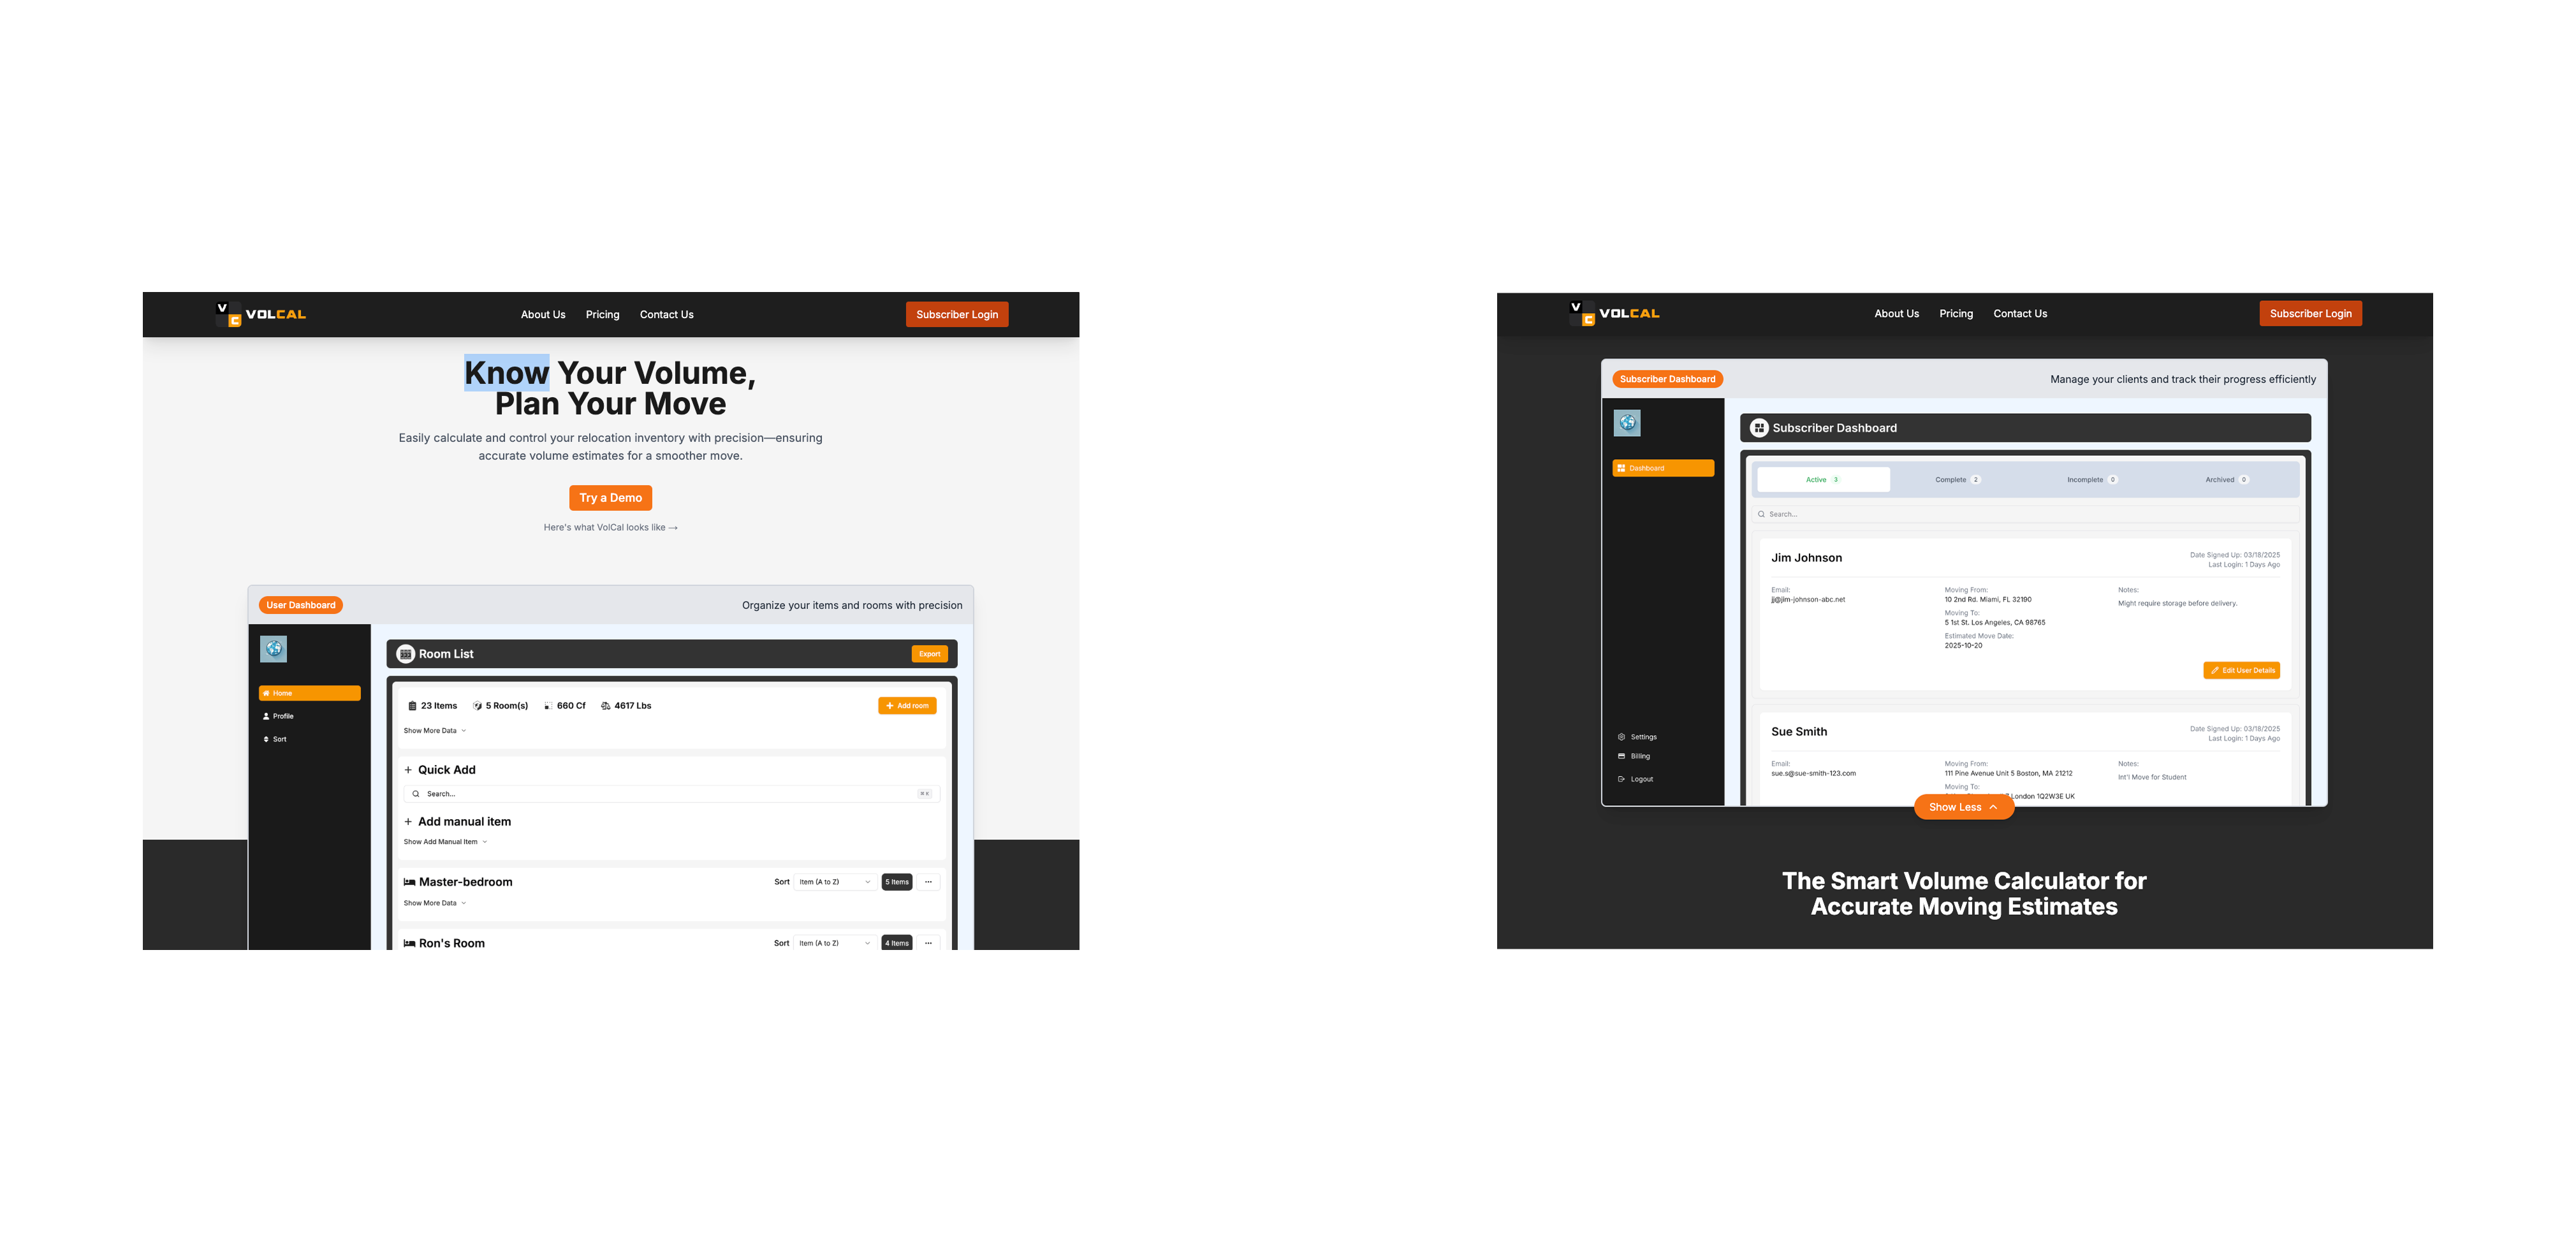 V
C
VOLCAL
About Us
Pricing
Contact Us
Subscriber Login
Know Your Volume,
Plan Your Move
Easily calculate and control your relocation inventory with precision—ensuring
accurate volume estimates for a smoother move.
Try a Demo
Here's what VolCal looks like →
User Dashboard
Organize your items and rooms with precision
Home
Profile
Sort
Room List
Export
23 Items
5 Room(s)
660 Cf
4617 Lbs
Add room
Show More Data
Quick Add
Search...
⌘ K
Add manual item
Show Add Manual Item
Master-bedroom
Sort
Item (A to Z)
5 Items
Show More Data
Ron's Room
Sort
Item (A to Z)
4 Items
V
C
VOLCAL
About Us
Pricing
Contact Us
Subscriber Login
Subscriber Dashboard
Manage your clients and track their progress efficiently
Dashboard
Settings
Billing
Logout
Subscriber Dashboard
Active 3
Complete 2
Incomplete 0
Archived 0
Search...
Jim Johnson
Date Signed Up: 03/18/2025
Last Login: 1 Days Ago
Email:
jj@jim-johnson-abc.net
Moving From:
10 2nd Rd. Miami, FL 32190
Moving To:
5 1st St. Los Angeles, CA 98765
Estimated Move Date:
2025-10-20
Notes:
Might require storage before delivery.
Edit User Details
Sue Smith
Date Signed Up: 03/18/2025
Last Login: 1 Days Ago
Email:
sue.s@sue-smith-123.com
Moving From:
111 Pine Avenue Unit 5 Boston, MA 21212
Moving To:
London 1Q2W3E UK
Notes:
Int'l Move for Student
Show Less
The Smart Volume Calculator for
Accurate Moving Estimates